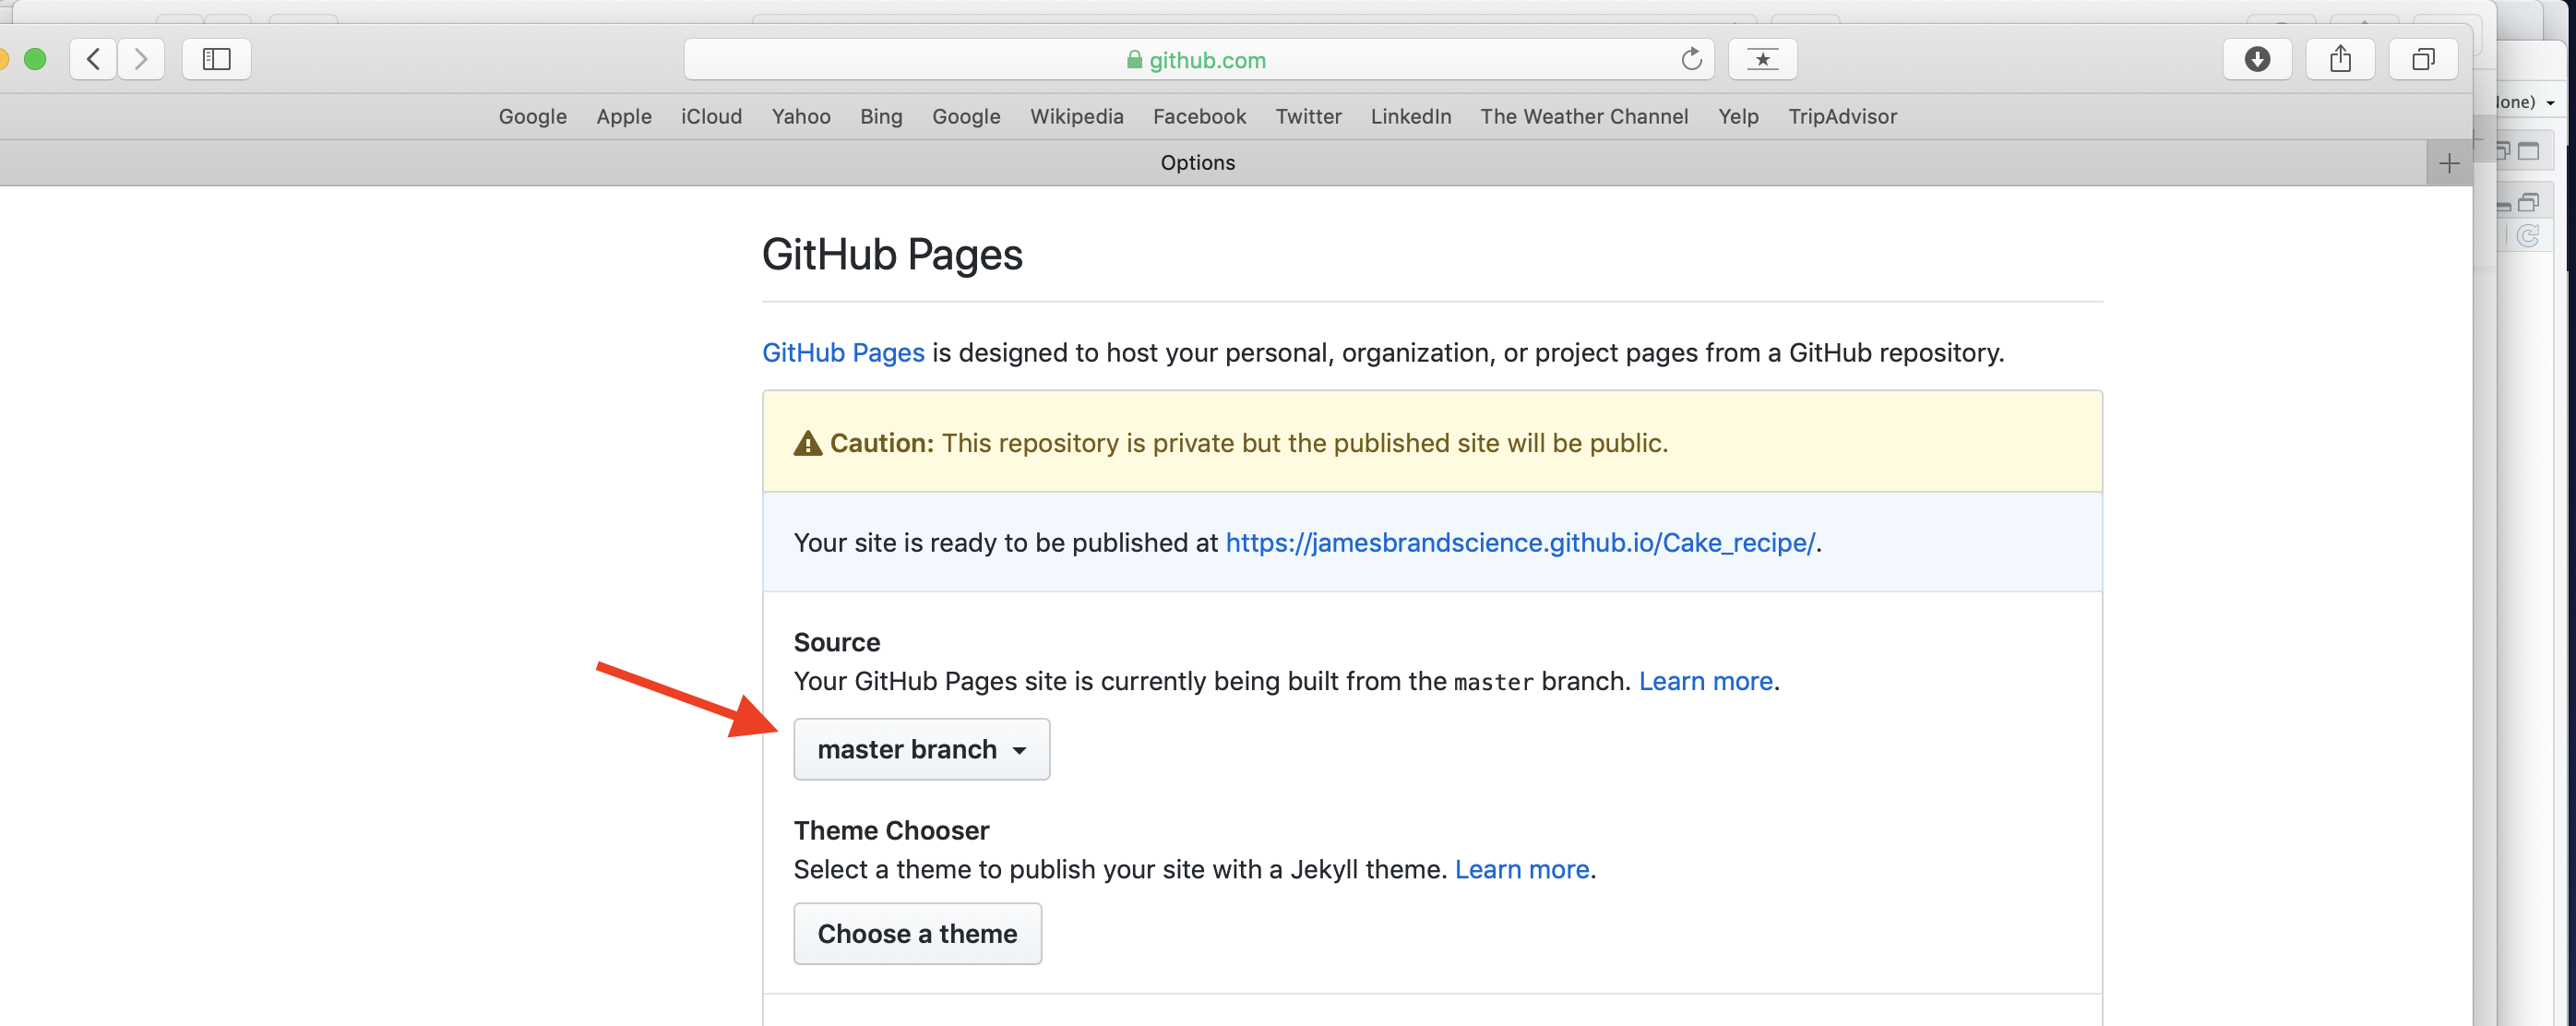 github.com
Google Apple iCloud Yahoo Bing Google Wikipedia Facebook Twitter LinkedIn The Weather Channel Yelp TripAdvisor
Options
GitHub Pages
GitHub Pages is designed to host your personal, organization, or project pages from a GitHub repository.
Caution: This repository is private but the published site will be public.
Your site is ready to be published at https://jamesbrandscience.github.io/Cake_recipe/.
Source
Your GitHub Pages site is currently being built from the master branch. Learn more.
master branch
Theme Chooser
Select a theme to publish your site with a Jekyll theme. Learn more.
Choose a theme